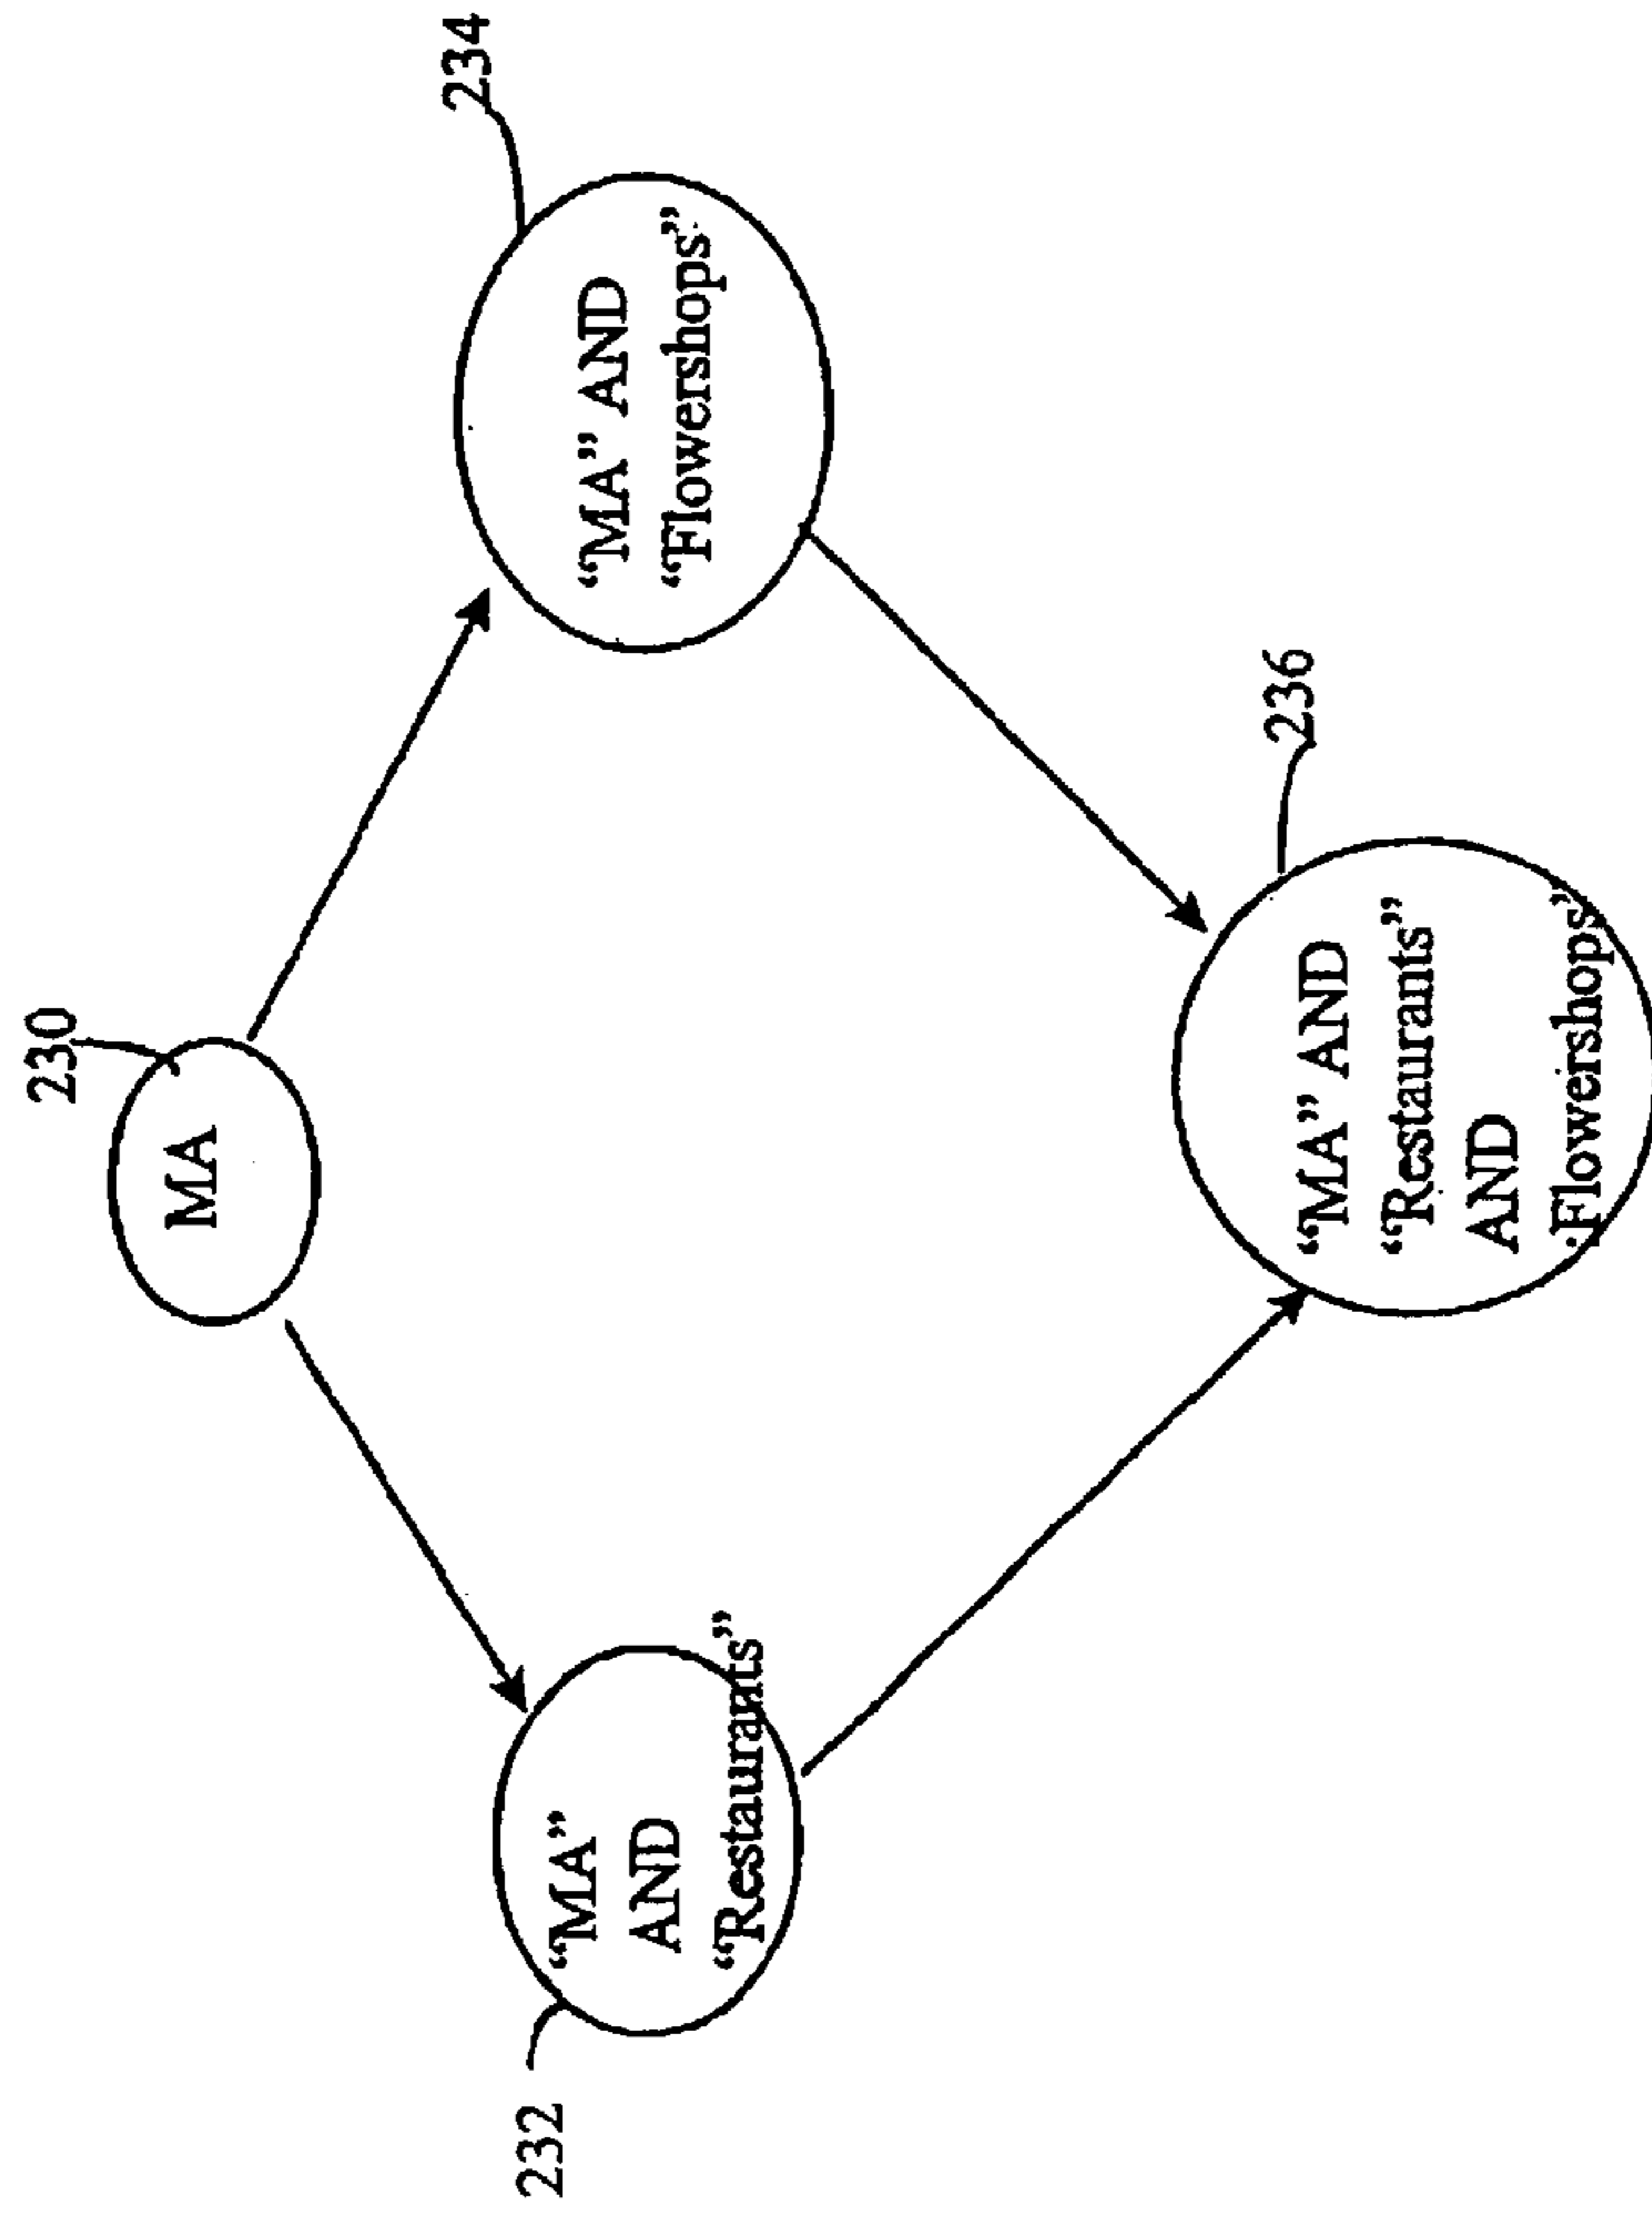 230
MA
232
"MA"
AND
"Restaurants"
234
"MA" AND
"Flowershops"
236
"MA" AND
"Restaurants"
AND
"Flowershops"